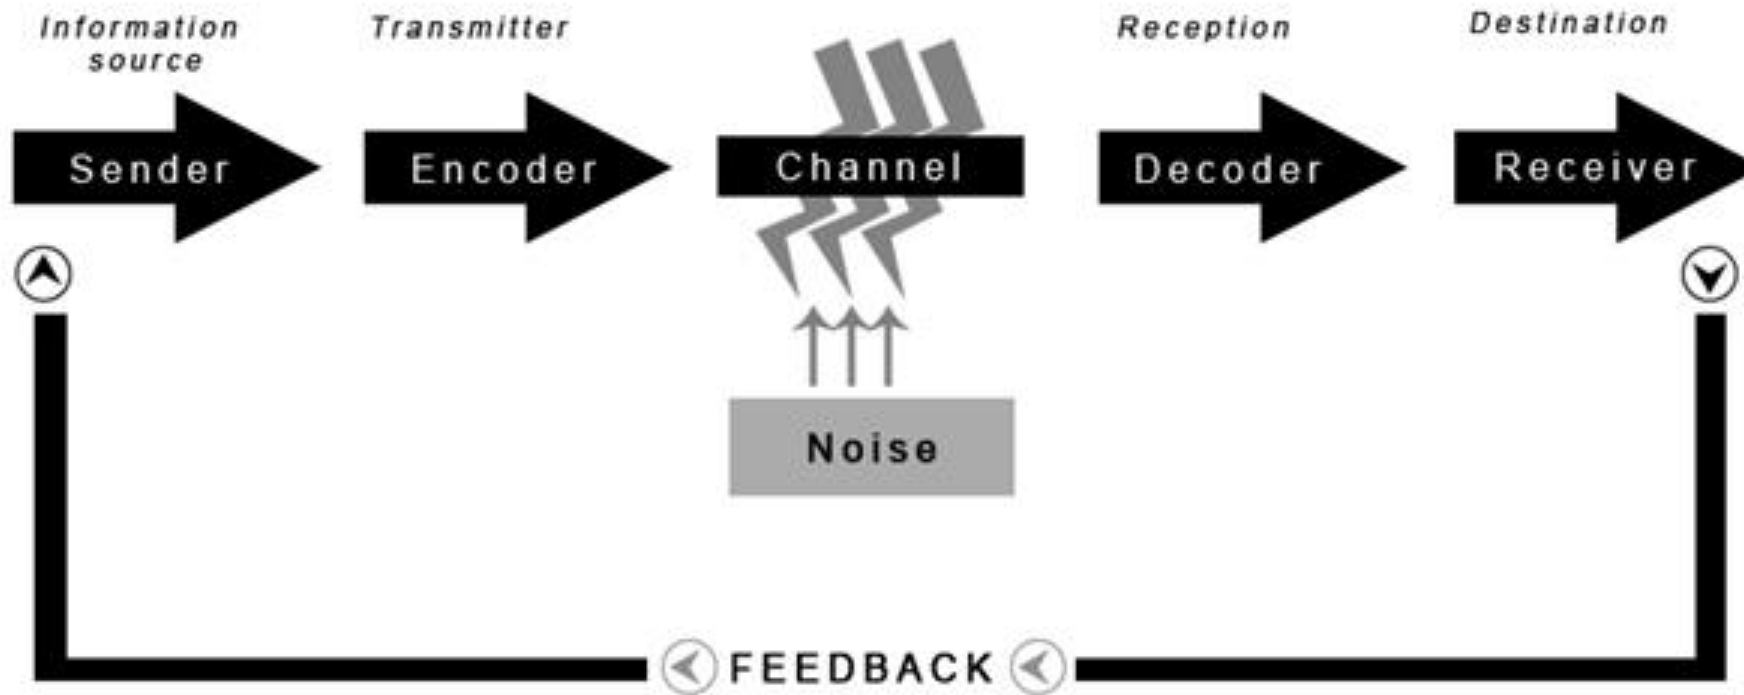 Information
source
Transmitter
Reception
Destination
Sender
Encoder
Channel
Decoder
Receiver
Noise
FEEDBACK